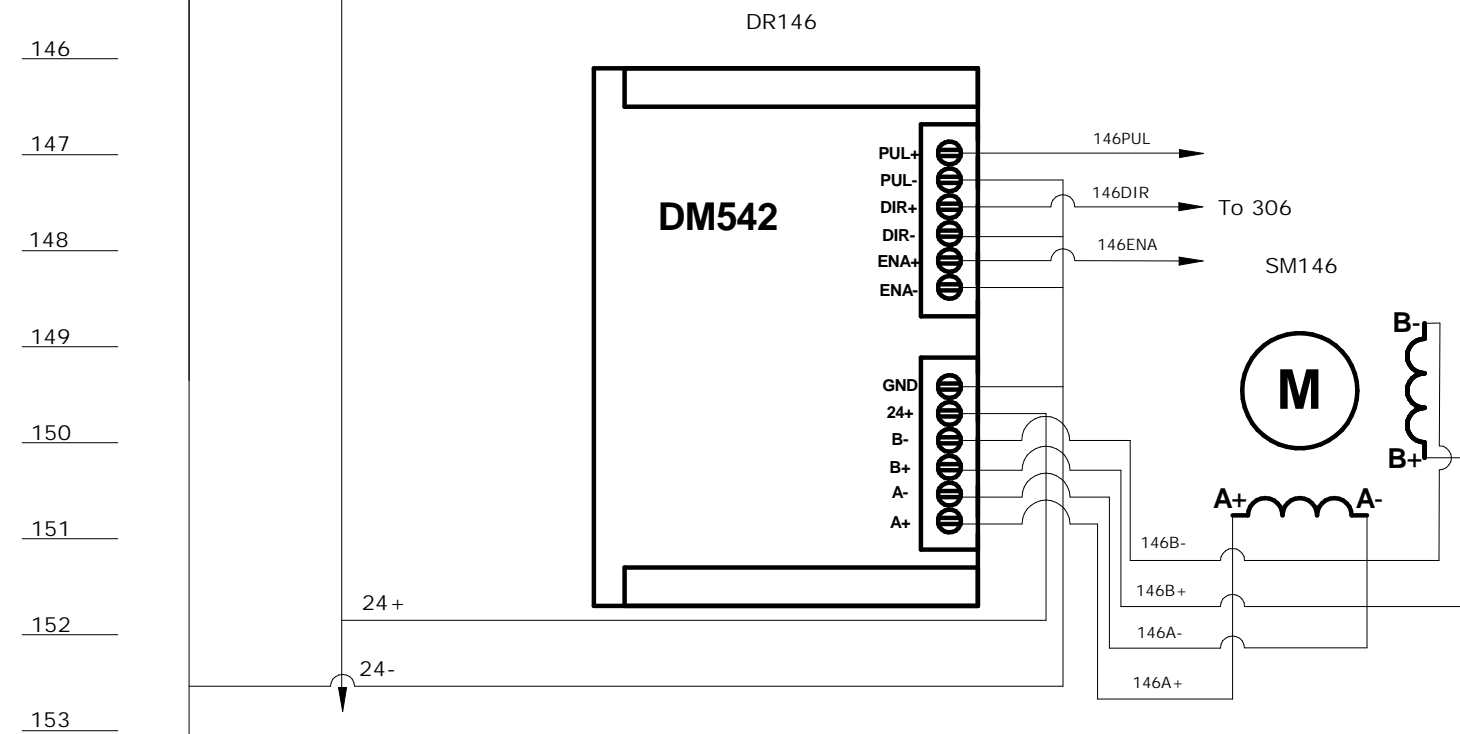 DR146
146
147
148
149
150
151
152
153
DM542
PUL+
PUL-
DIR+
DIR-
ENA+
ENA-
GND
24+
B-
B+
A-
A+
146PUL
146DIR
To 306
146ENA
SM146
M
B-
B+
A+ A-
146B-
146B+
146A-
146A+
24+
24-